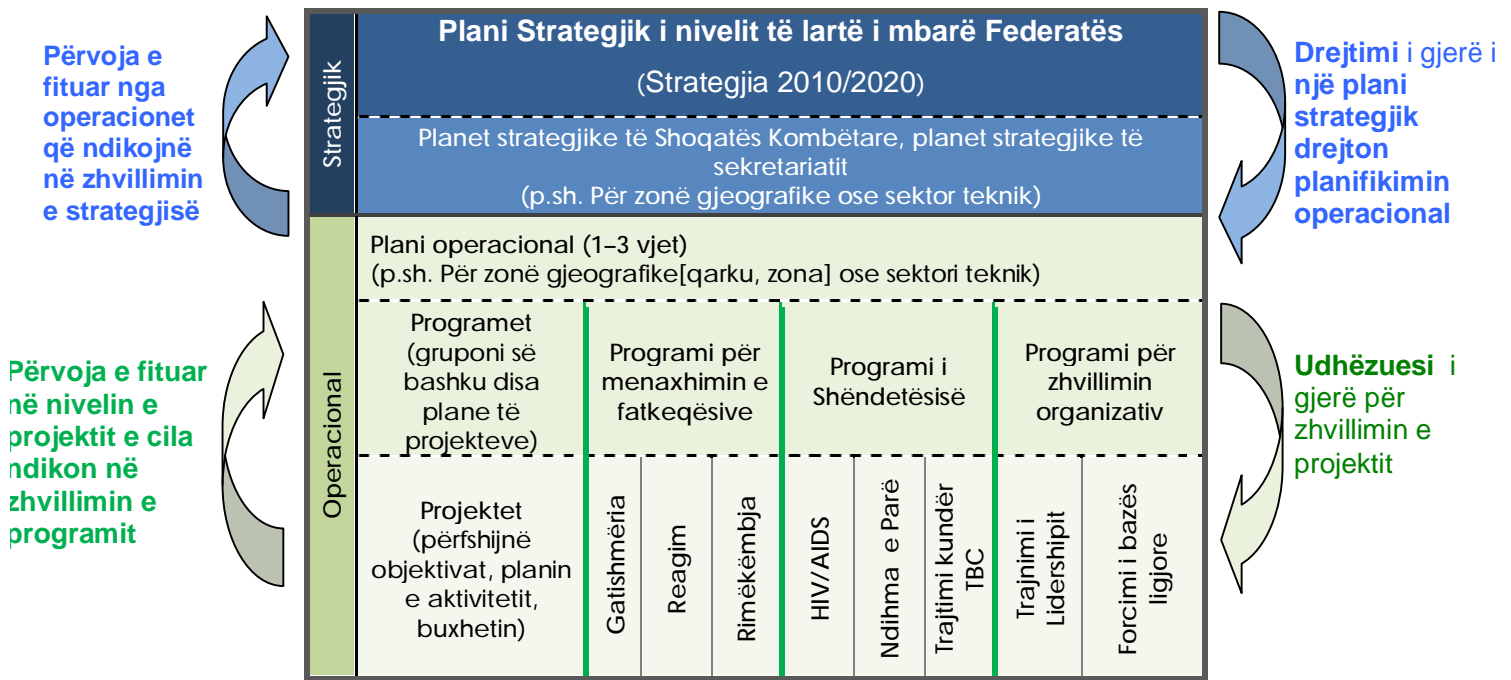 Përvoja e
fituar nga
operacionet
që ndikojnë
në zhvillimin
e strategjisë
Strategjik
Plani Strategjik i nivelit të lartë i mbarë Federatës
(Strategjia 2010/2020)
Planet strategjike të Shoqatës Kombëtare, planet strategjike të
sekretariatit
(p.sh. Për zonë gjeografike ose sektor teknik)
Drejtimi i gjerë i
një plani
strategjik
drejton
planifikimin
operacional
Përvoja e fituar
në nivelin e
projektit e cila
ndikon në
zhvillimin e
programit
Operacional
Plani operacional (1–3 vjet)
(p.sh. Për zonë gjeografike[qarku, zona] ose sektori teknik)
Programet
(gruponi së
bashku disa
plane të
projekteve)
Programi për
menaxhimin e
fatkeqësive
Programi i
Shëndetësisë
Programi për
zhvillimin
organizativ
Projektet
(përfshijnë
objektivat, planin
e aktivitetit,
buxhetin)
Gatishmëria
Reagim
Rimëkëmbja
HIV/AIDS
Ndihma e Parë
Trajtimi kundër
TBC
Trajnimi i
Lidershipit
Forcimi i bazës
ligjore
Udhëzuesi i
gjerë për
zhvillimin e
projektit